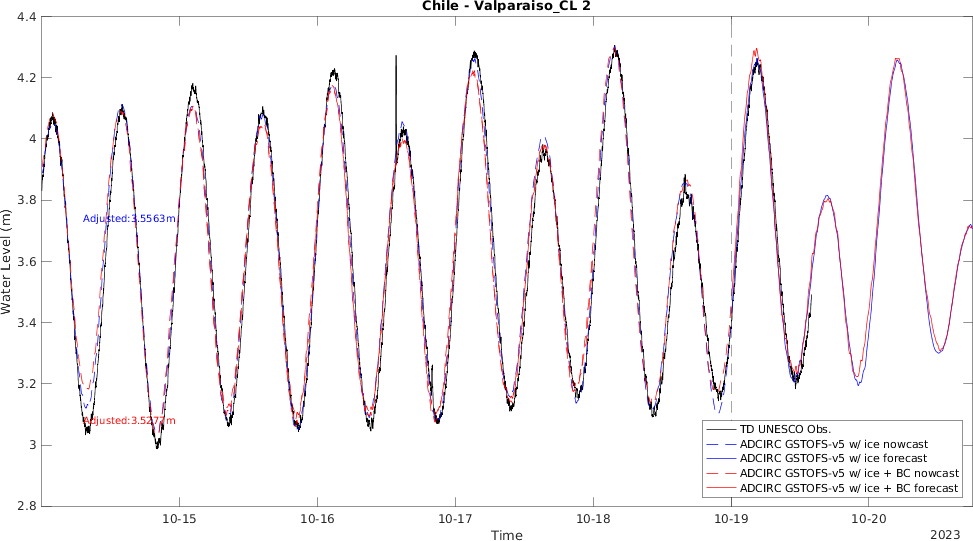 Chile - Valparaiso_CL 2
4.4
4.2
4
3.8
3.6
3.4
3.2
3
2.8
Water Level (m)
Adjusted:3.5563m
Adjusted:3.5277m
TD UNESCO Obs.
ADCIRC GSTOFS-v5 w/ ice nowcast
ADCIRC GSTOFS-v5 w/ ice forecast
ADCIRC GSTOFS-v5 w/ ice + BC nowcast
ADCIRC GSTOFS-v5 w/ ice + BC forecast
10-15 10-16 10-17 10-18 10-19 10-20
Time
2023